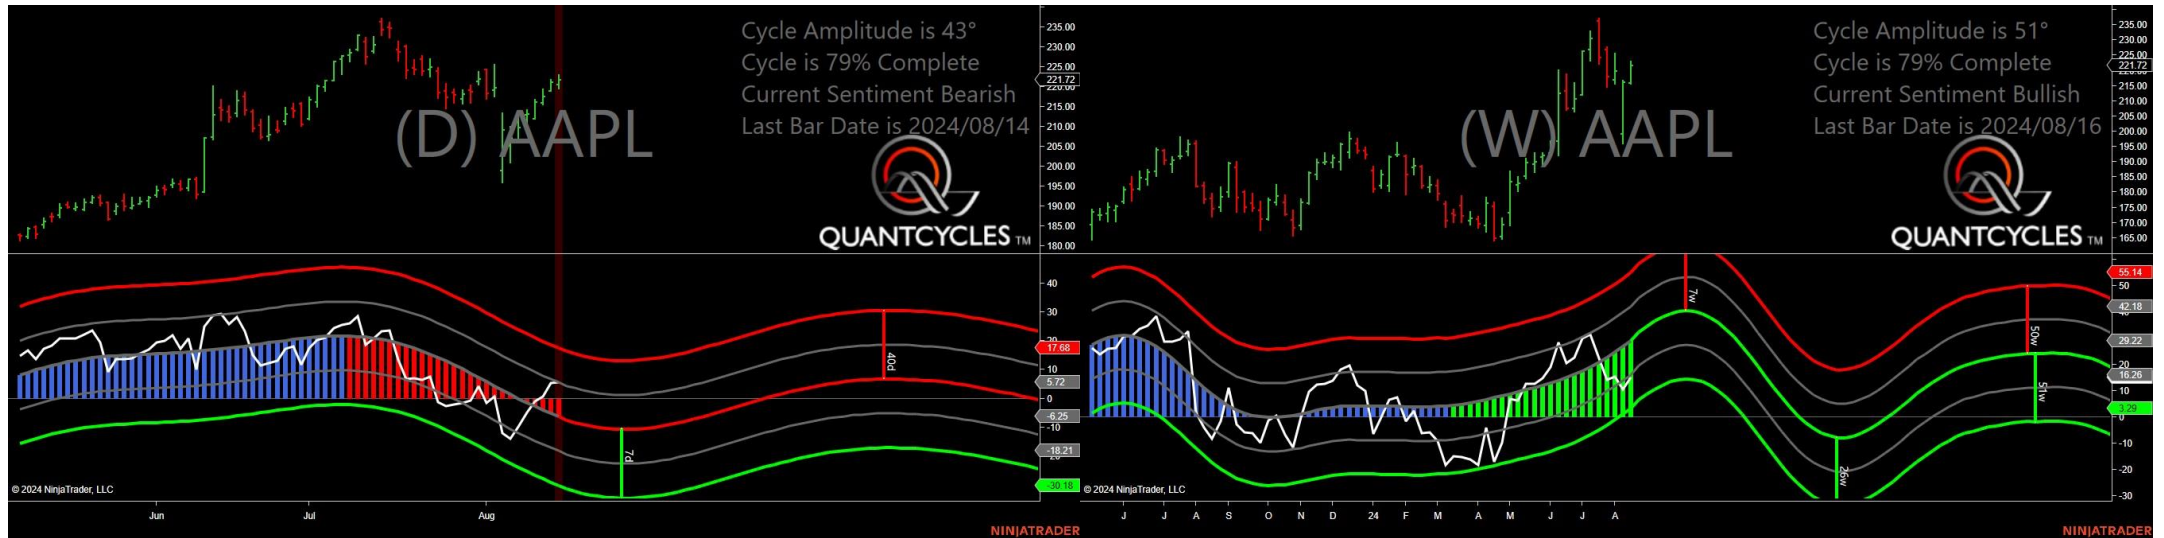 Cycle Amplitude is 43°
Cycle is 79% Complete
Current Sentiment Bearish
Last Bar Date is 2024/08/14
(D) AAPL
QUANTCYCLES TM
235.00
230.00
225.00
221.72
220.00
215.00
210.00
205.00
200.00
195.00
190.00
185.00
180.00
40
30
20
17.68
10
5.72
0
-6.25
-10
-18.21
-30.18
40d
7d
© 2024 NinjaTrader, LLC
Jun
Jul
Aug
NINJATRADER
Cycle Amplitude is 51°
Cycle is 79% Complete
Current Sentiment Bullish
Last Bar Date is 2024/08/16
(W) AAPL
QUANTCYCLES TM
235.00
230.00
225.00
221.72
215.00
210.00
205.00
200.00
195.00
190.00
185.00
180.00
175.00
170.00
165.00
55.14
50
42.18
29.22
20
16.26
10
3.29
0
-10
-20
-30
7w
50w
51w
26w
© 2024 NinjaTrader, LLC
J J A S O N D 24 F M A M J J A
NINJATRADER